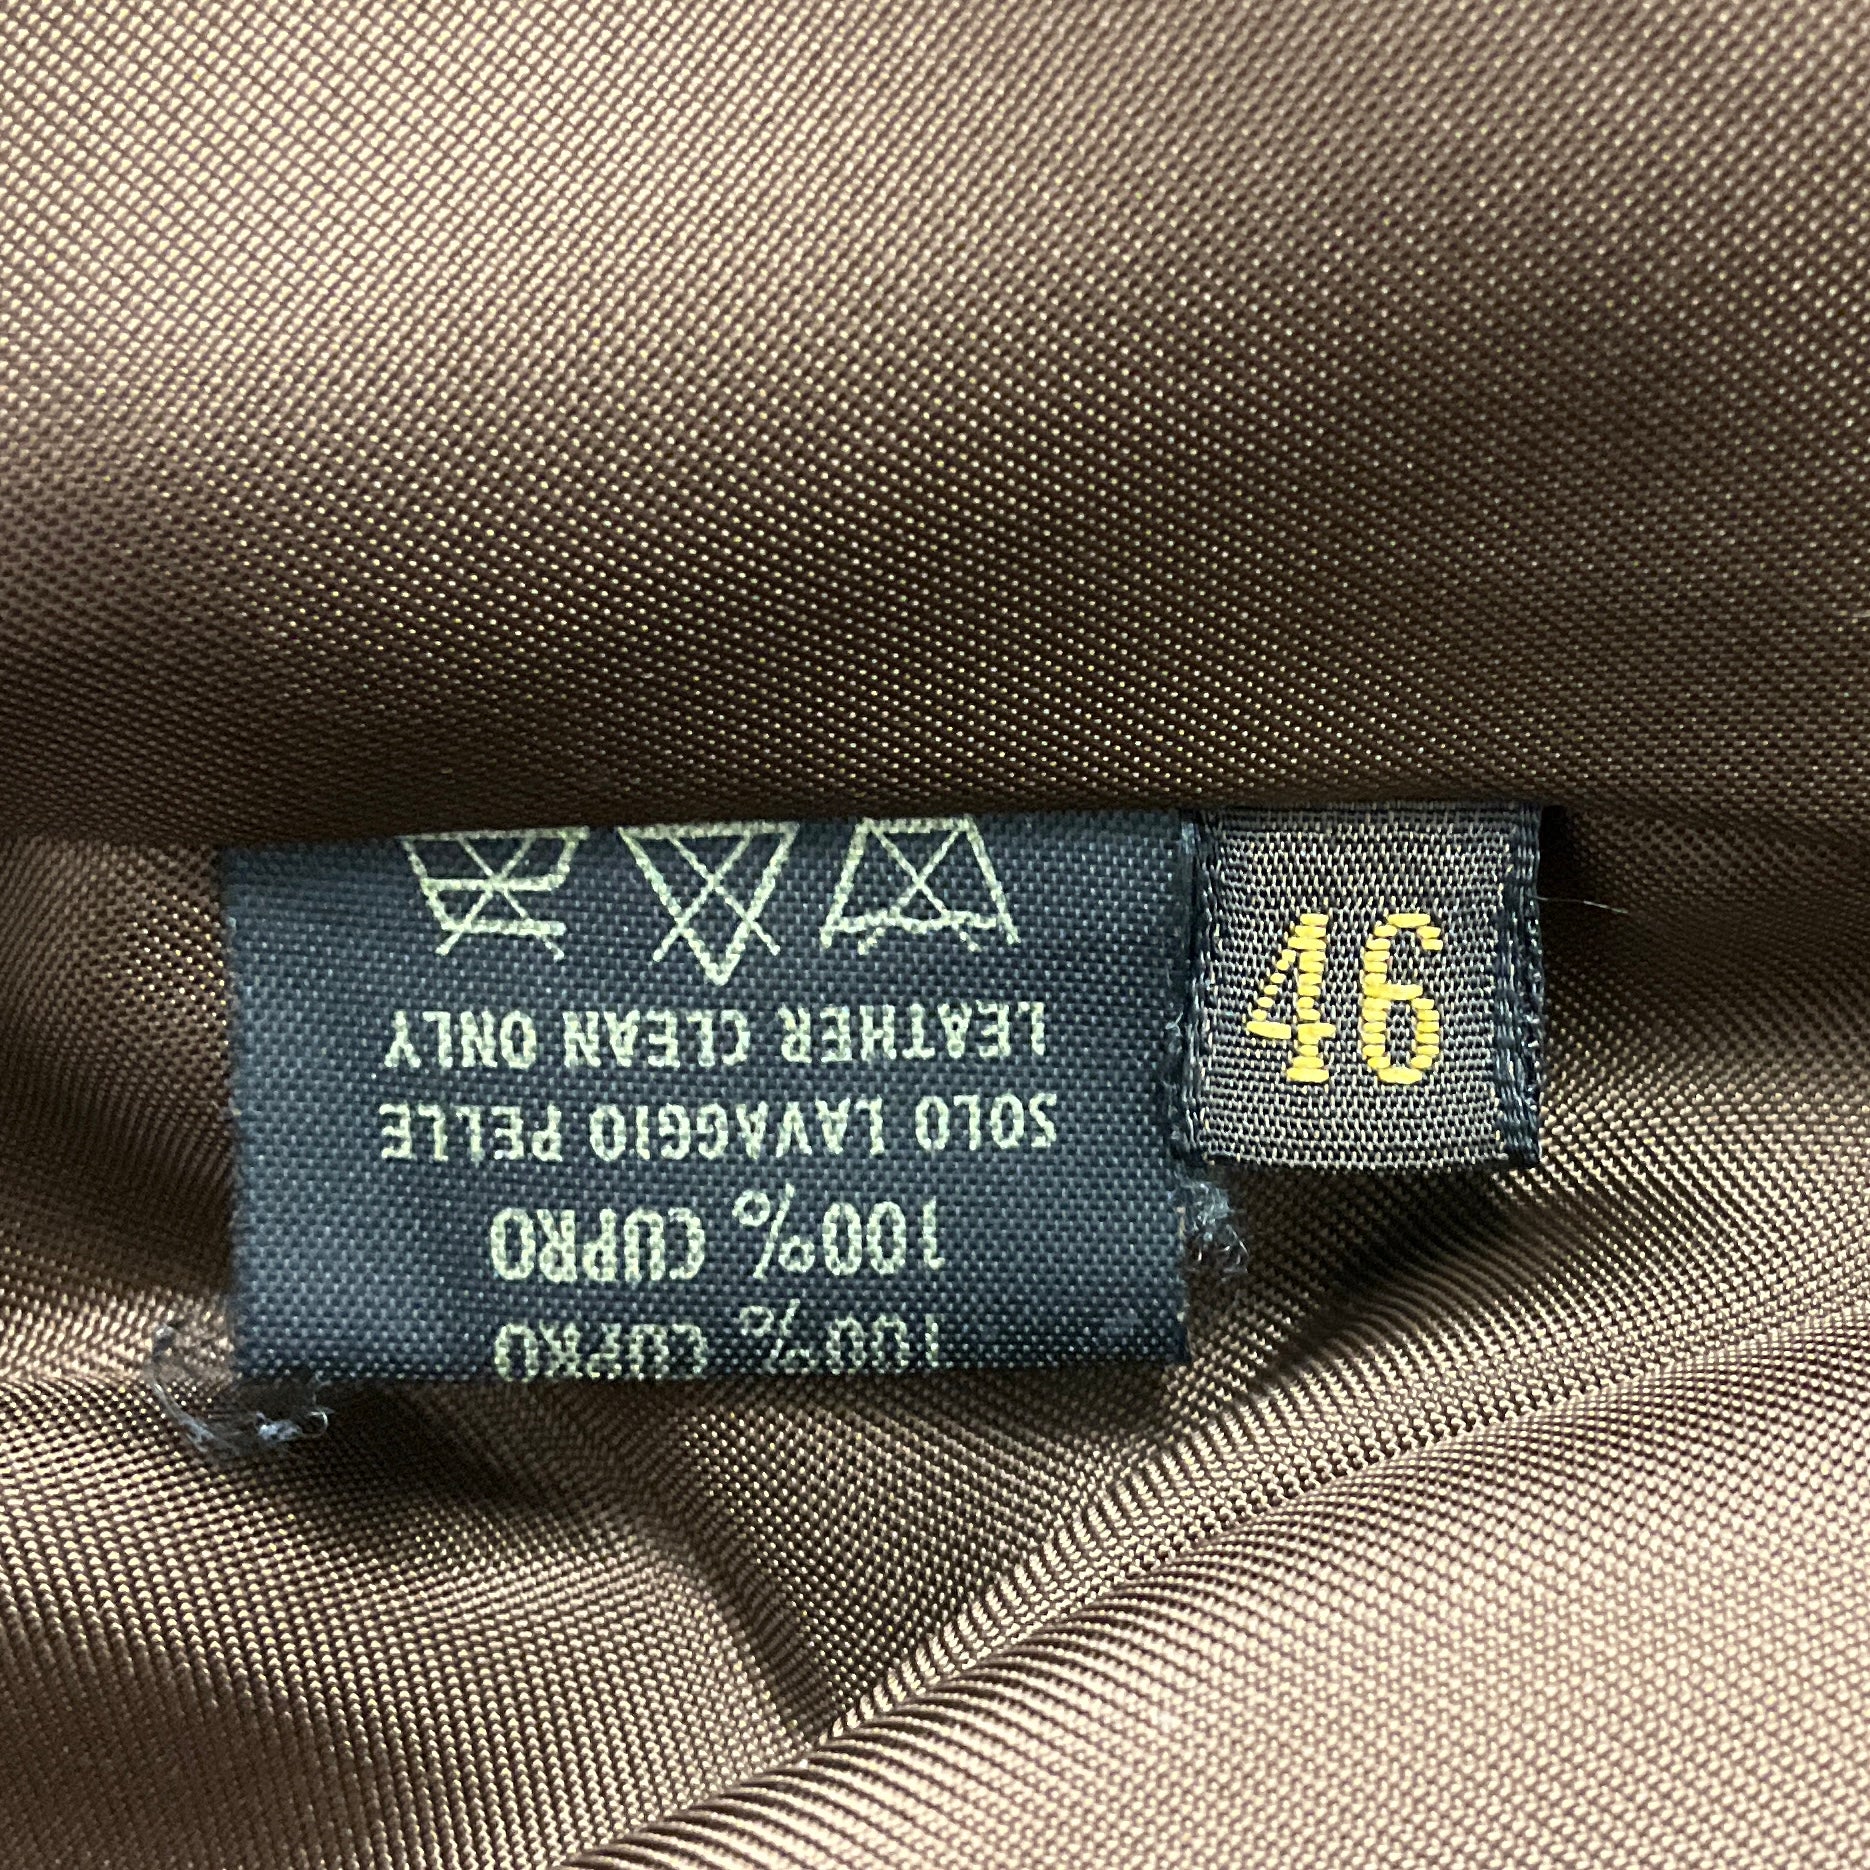 100% CUPRO
100% CUPRO
SOLO LAVAGGIO PELLE
LEATHER CLEAN ONLY
46